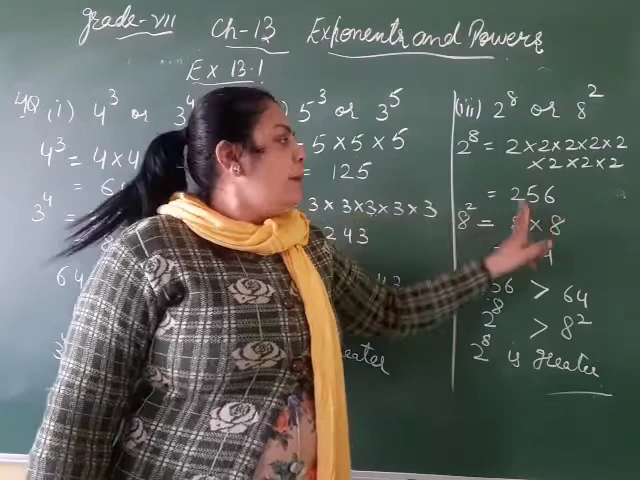 Grade-VII Ch-13 Exponents and Powers
Ex 13.1
4Q (i) 4³ or 3⁴
4³ = 4×4
= 6
3⁴ =
64
5³ or 3⁵
= 5×5×5
= 125
3×3×3×3×3
243
greater
(iii) 2⁸ or 8²
2⁸ = 2×2×2×2×2
×2×2×2
= 256
8² = 8×8
4
56 > 64
2⁸ > 8²
2⁸ is greater